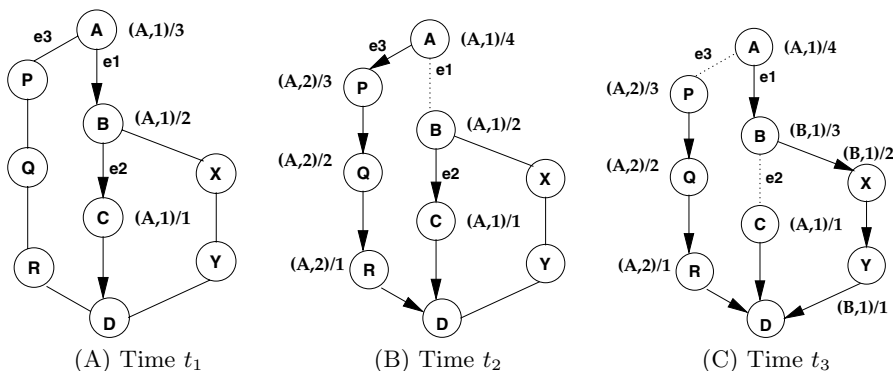 A (A,1)/3
e3
e1
P
B (A,1)/2
Q
e2
X
C (A,1)/1
R
Y
D
(A) Time t1
A (A,1)/4
e3
e1
(A,2)/3 P
B (A,1)/2
(A,2)/2 Q
e2
X
C (A,1)/1
(A,2)/1 R
Y
D
(B) Time t2
A (A,1)/4
e3
e1
(A,2)/3 P
B (B,1)/3
(B,1)/2
(A,2)/2 Q
e2
X
C (A,1)/1
(A,2)/1 R
Y
(B,1)/1
D
(C) Time t3